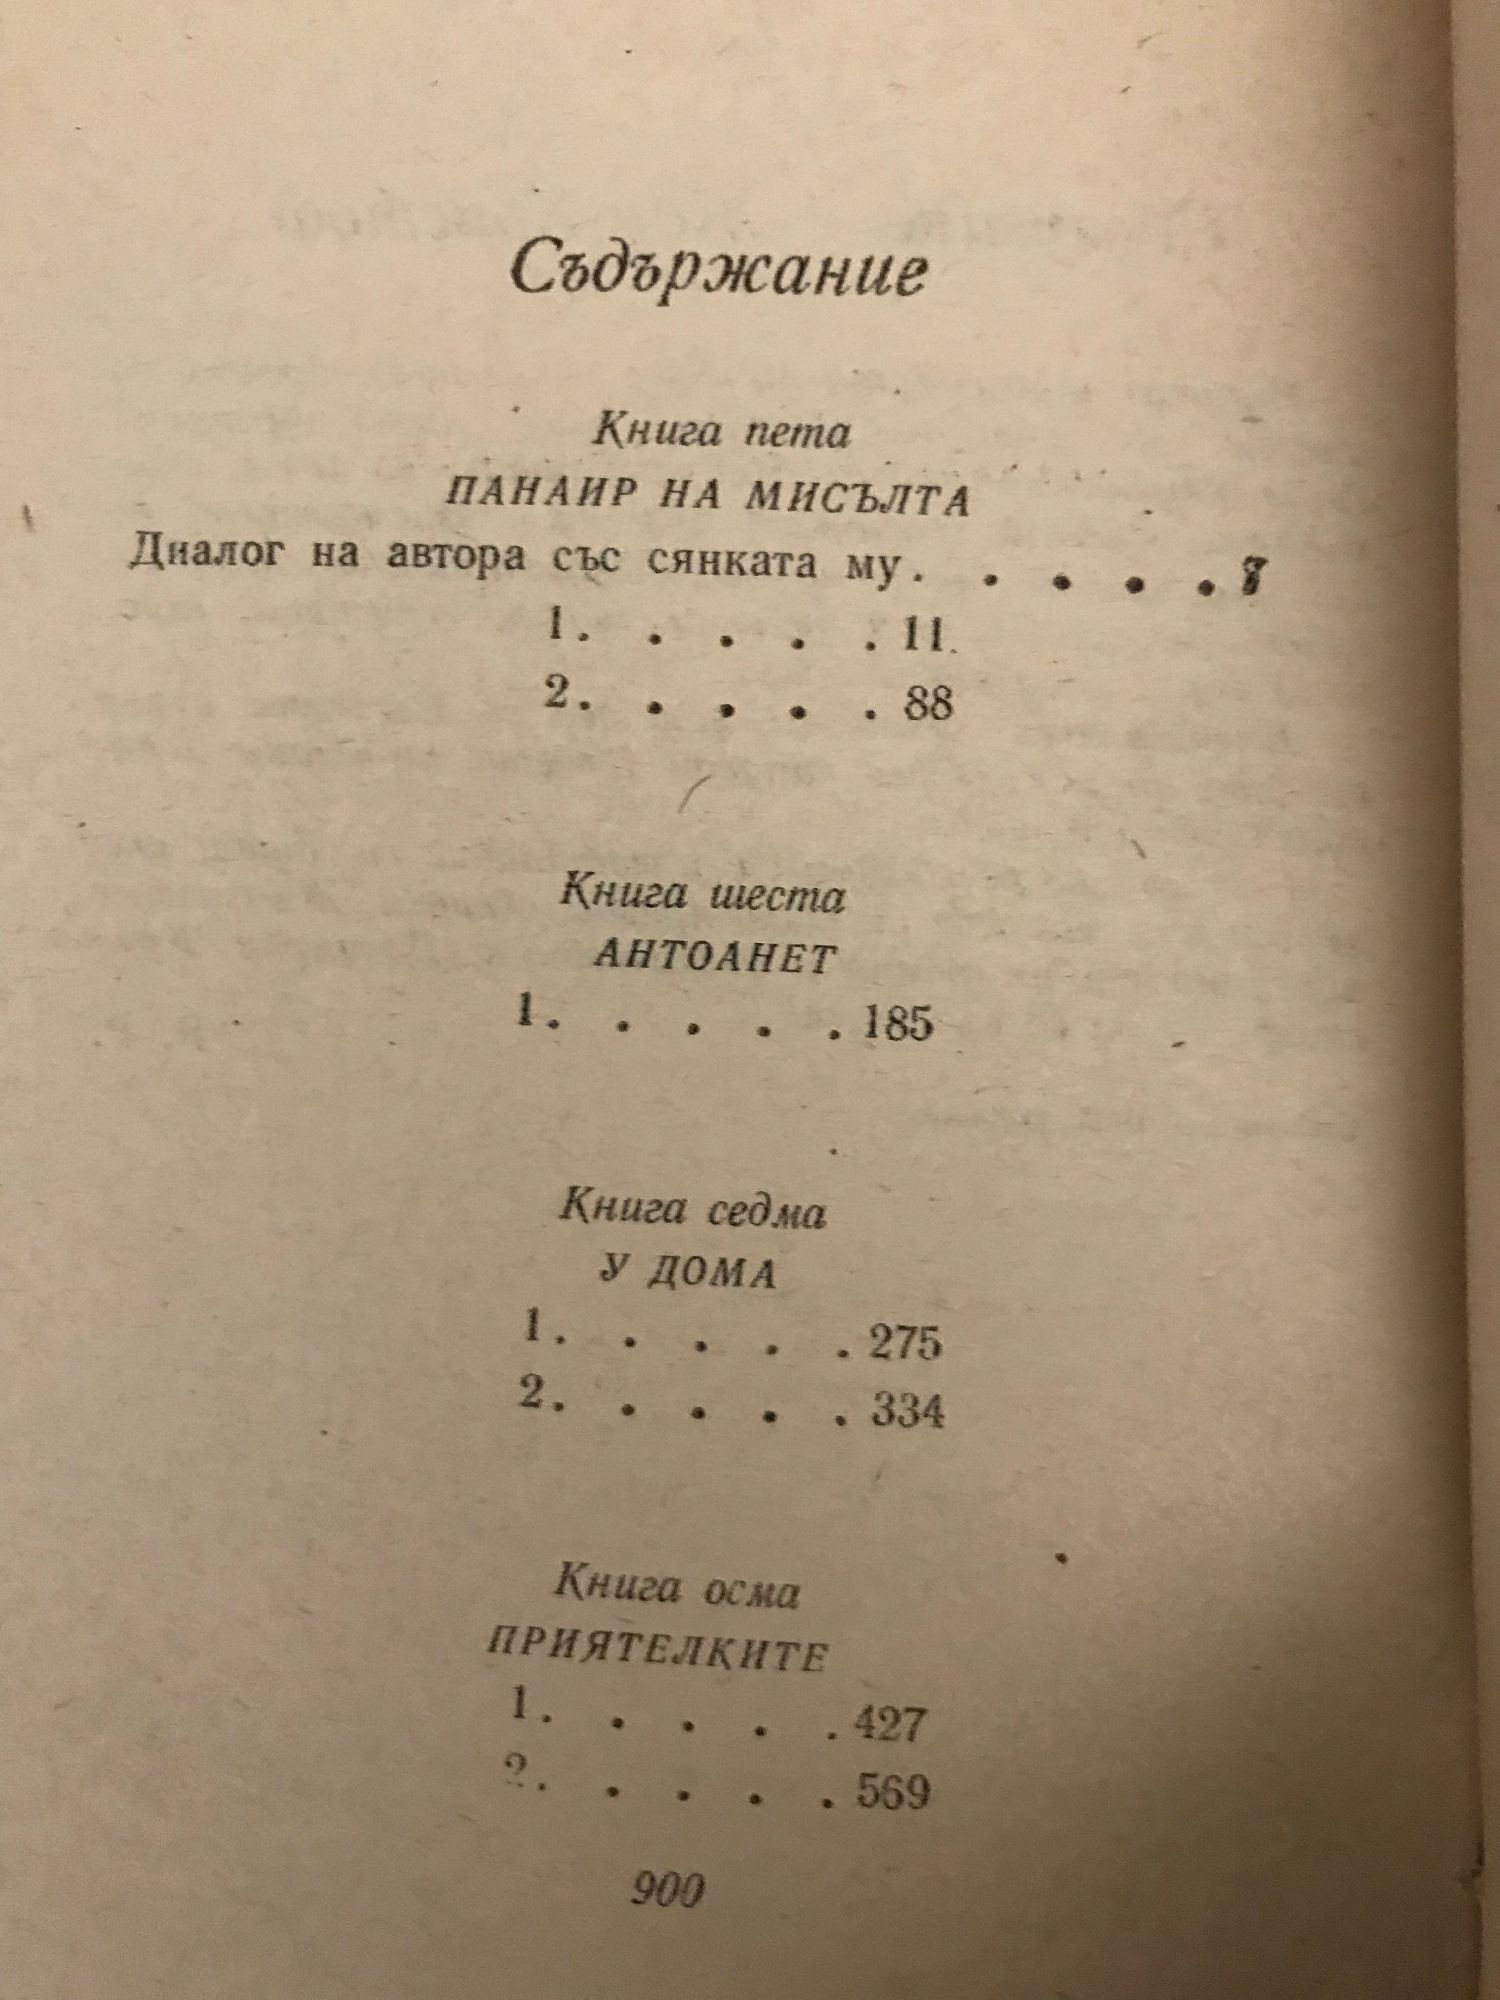 Съдържание
Книга пета
ПАНАИР НА МИСЪЛТА
Диалог на автора със сянката му. . . . . 7
1. . . . . 11.
2. . . . . 88
Книга шеста
АНТОАНЕТ
1. . . . . 185
Книга седма
У ДОМА
1. . . . . 275
2. . . . . 334
Книга осма
ПРИЯТЕЛКИТЕ
1. . . . . 427
2. . . . . 569
900